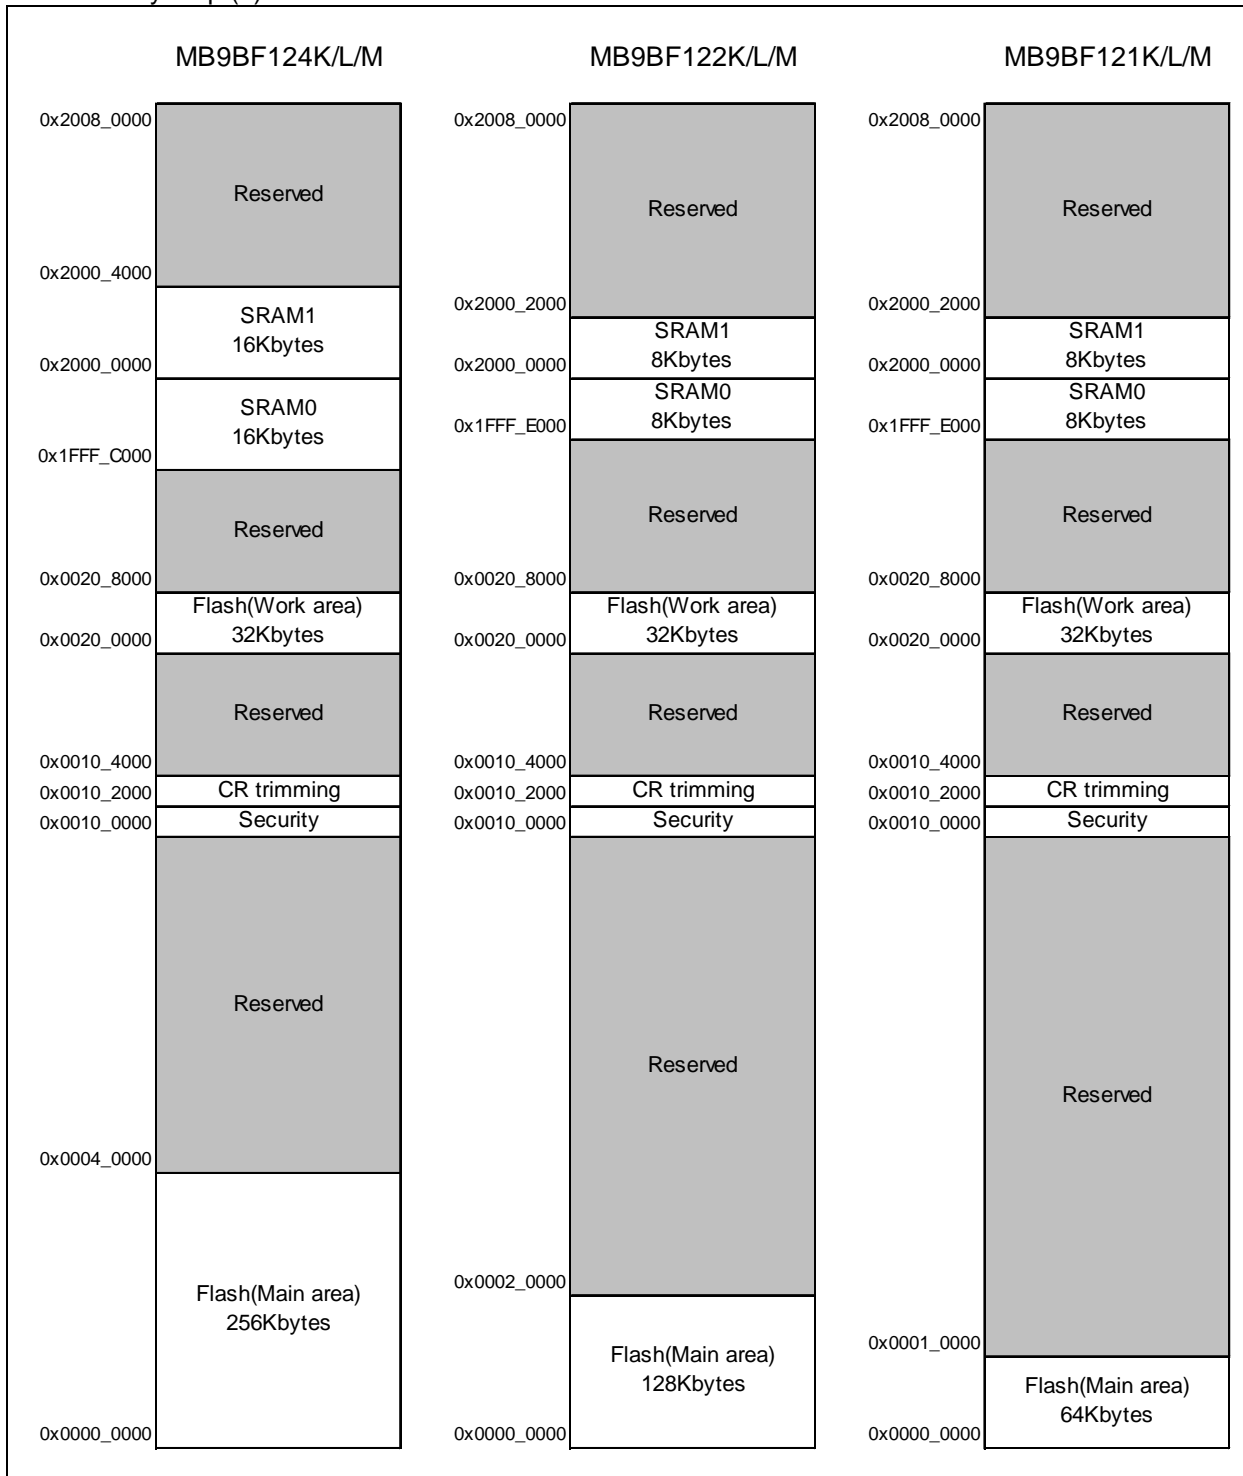 MB9BF124K/L/M
0x2008_0000
Reserved
0x2000_4000
SRAM1
16Kbytes
0x2000_0000
SRAM0
16Kbytes
0x1FFF_C000
Reserved
0x0020_8000
Flash(Work area)
32Kbytes
0x0020_0000
Reserved
0x0010_4000
CR trimming
0x0010_2000
Security
0x0010_0000
Reserved
0x0004_0000
Flash(Main area)
256Kbytes
0x0000_0000
MB9BF122K/L/M
0x2008_0000
Reserved
0x2000_2000
SRAM1
8Kbytes
0x2000_0000
SRAM0
8Kbytes
0x1FFF_E000
Reserved
0x0020_8000
Flash(Work area)
32Kbytes
0x0020_0000
Reserved
0x0010_4000
CR trimming
0x0010_2000
Security
0x0010_0000
Reserved
0x0002_0000
Flash(Main area)
128Kbytes
0x0000_0000
MB9BF121K/L/M
0x2008_0000
Reserved
0x2000_2000
SRAM1
8Kbytes
0x2000_0000
SRAM0
8Kbytes
0x1FFF_E000
Reserved
0x0020_8000
Flash(Work area)
32Kbytes
0x0020_0000
Reserved
0x0010_4000
CR trimming
0x0010_2000
Security
0x0010_0000
Reserved
0x0001_0000
Flash(Main area)
64Kbytes
0x0000_0000